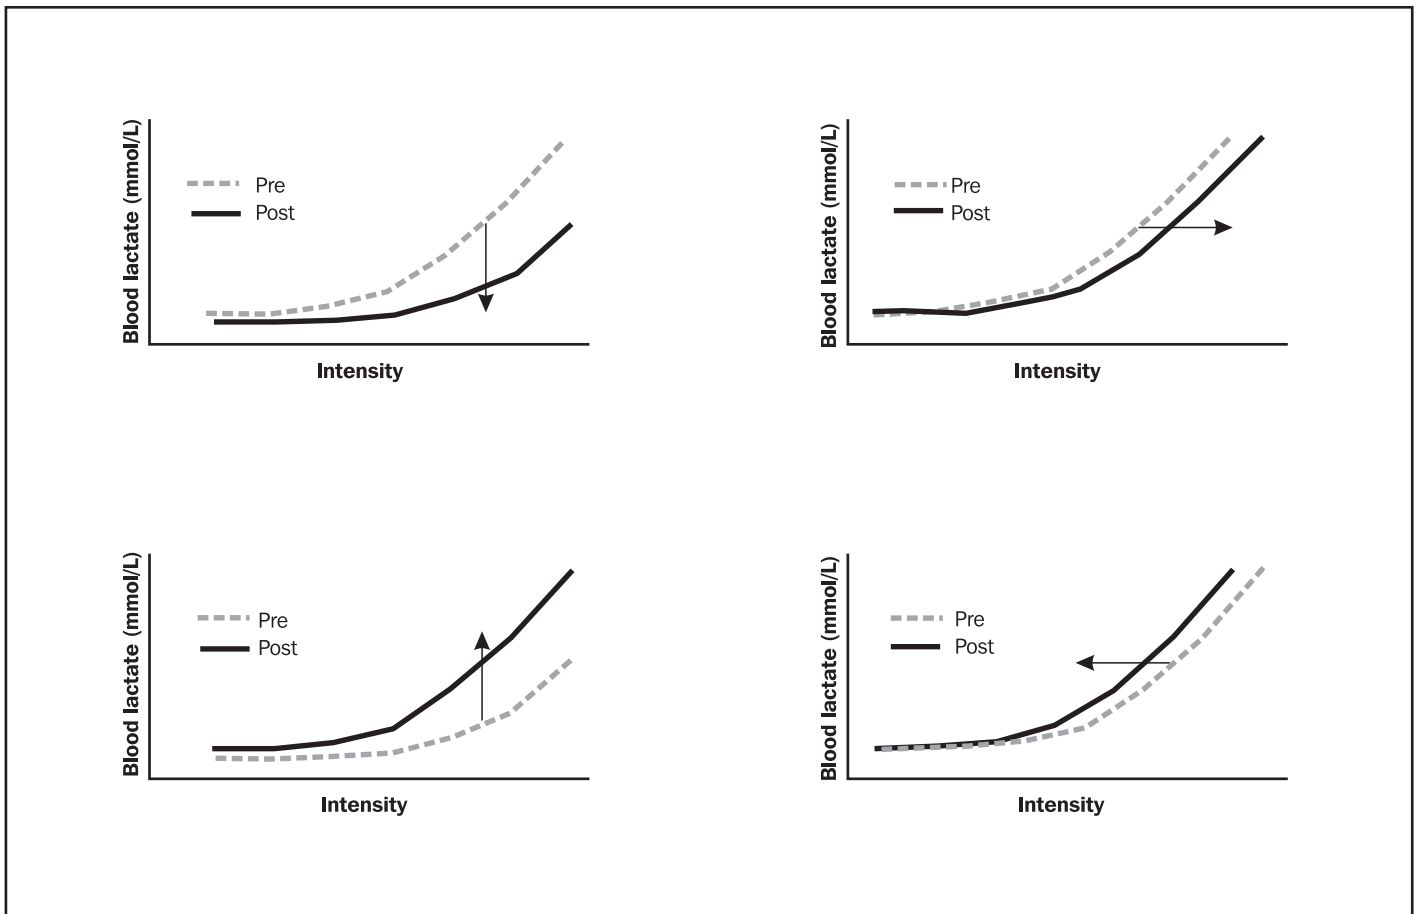 Blood lactate (mmol/L)
Pre
Post
Intensity
Blood lactate (mmol/L)
Pre
Post
Intensity
Blood lactate (mmol/L)
Pre
Post
Intensity
Blood lactate (mmol/L)
Pre
Post
Intensity